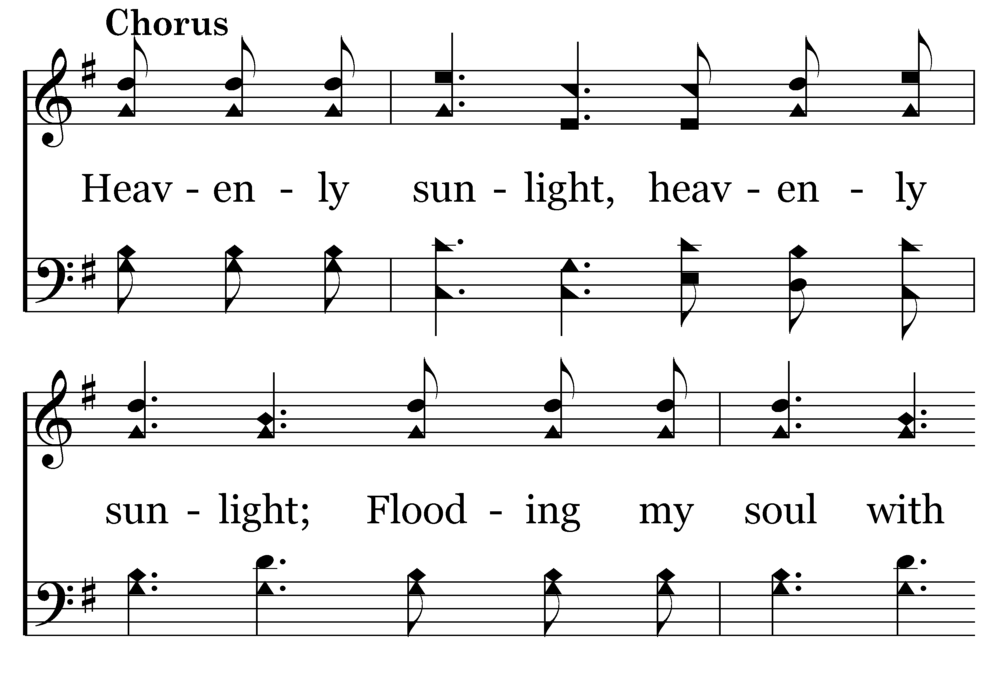 Chorus
Heav - en - ly sun - light, heav - en - ly
sun - light; Flood - ing my soul with